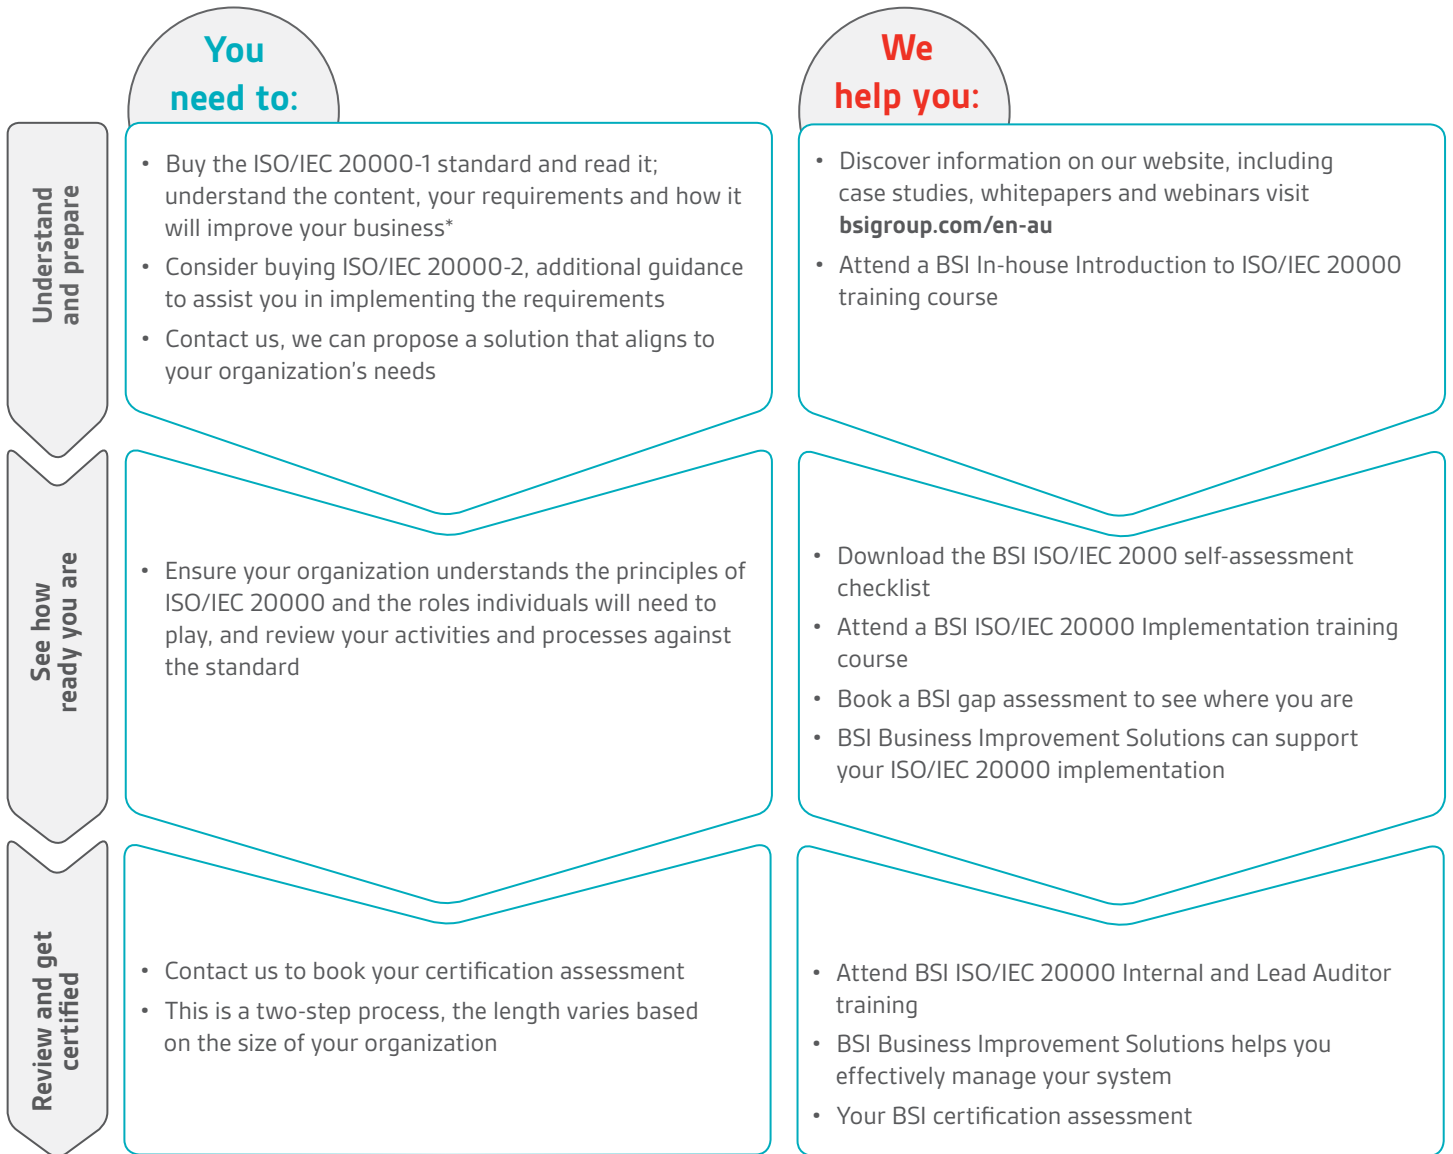 You
need to:
We
help you:
Understand
and prepare
• Buy the ISO/IEC 20000-1 standard and read it;
understand the content, your requirements and how it
will improve your business*
• Consider buying ISO/IEC 20000-2, additional guidance
to assist you in implementing the requirements
• Contact us, we can propose a solution that aligns to
your organization's needs
• Discover information on our website, including
case studies, whitepapers and webinars visit
bsigroup.com/en-au
• Attend a BSI In-house Introduction to ISO/IEC 20000
training course
See how
ready you are
• Ensure your organization understands the principles of
ISO/IEC 20000 and the roles individuals will need to
play, and review your activities and processes against
the standard
• Download the BSI ISO/IEC 2000 self-assessment
checklist
• Attend a BSI ISO/IEC 20000 Implementation training
course
• Book a BSI gap assessment to see where you are
• BSI Business Improvement Solutions can support
your ISO/IEC 20000 implementation
Review and get
certified
• Contact us to book your certification assessment
• This is a two-step process, the length varies based
on the size of your organization
• Attend BSI ISO/IEC 20000 Internal and Lead Auditor
training
• BSI Business Improvement Solutions helps you
effectively manage your system
• Your BSI certification assessment